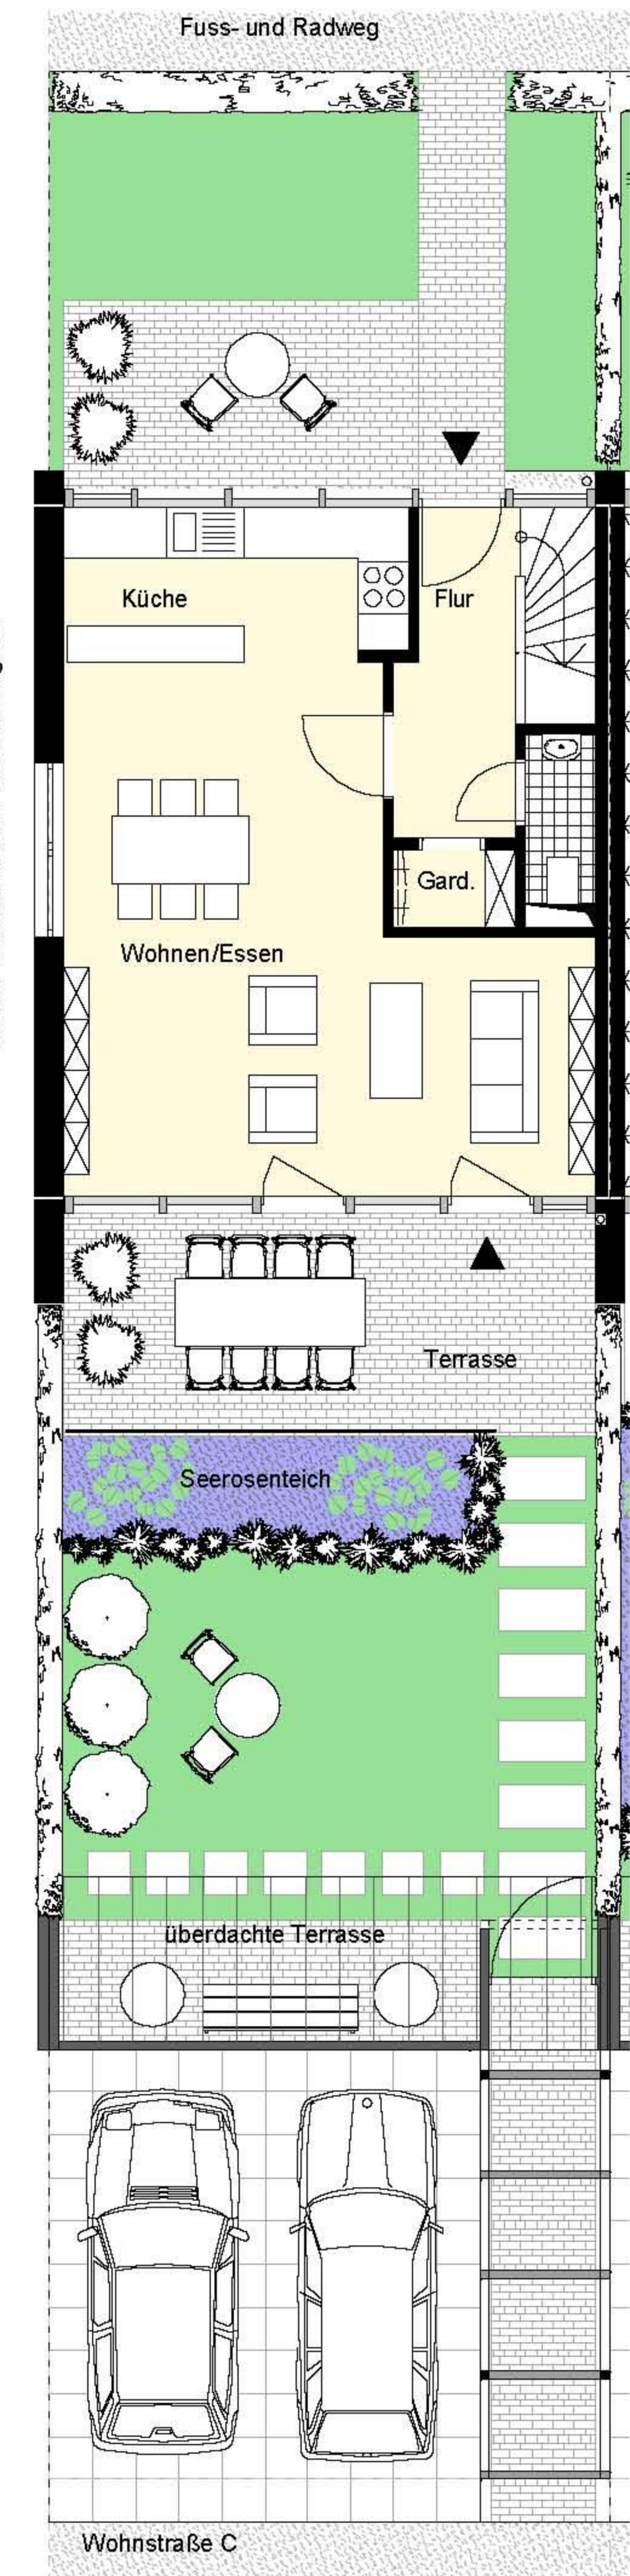 Fuss- und Radweg
Küche
Flur
Gard.
Wohnen/Essen
Terrasse
Seerosenteich
überdachte Terrasse
Wohnstraße C